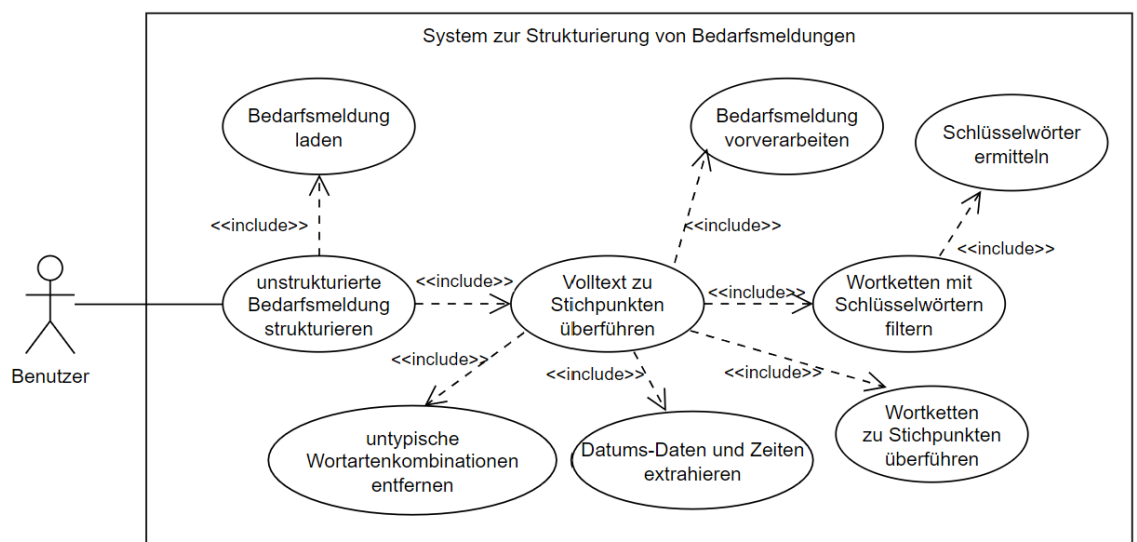 System zur Strukturierung von Bedarfsmeldungen
Bedarfsmeldung
laden
Bedarfsmeldung
vorverarbeiten
Schlüsselwörter
ermitteln
<<include>>
<<include>>
<<include>>
unstrukturierte
Bedarfsmeldung
strukturieren
<<include>>
Volltext zu
Stichpunkten
überführen
<<include>>
Wortketten mit
Schlüsselwörtern
filtern
Benutzer
<<include>>
<<include>>
<<include>>
untypische
Wortartenkombinationen
entfernen
Datums-Daten und Zeiten
extrahieren
Wortketten
zu Stichpunkten
überführen